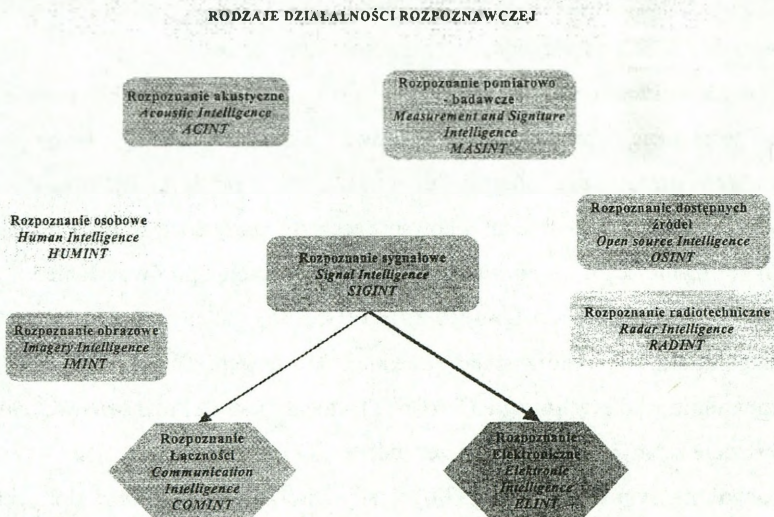 RODZAJE DZIAŁALNOŚCI ROZPOZNAWCZEJ
Rozpoznanie akustyczne
Acoustic Intelligence
ACINT
Rozpoznanie pomiarowo
- badawcze
Measurement and Signiture
Intelligence
MASINT
Rozpoznanie osobowe
Human Intelligence
HUMINT
Rozpoznanie sygnałowe
Signal Intelligence
SIGINT
Rozpoznanie dostępnych
źródeł
Open source Intelligence
OSINT
Rozpoznanie obrazowe
Imagery Intelligence
IMINT
Rozpoznanie radiotechniczne
Radar Intelligence
RADINT
Rozpoznanie
Łączności
Communication
Intelligence
COMINT
Rozpoznanie
Elektroniczne
Elektronic
Intelligence
ELINT